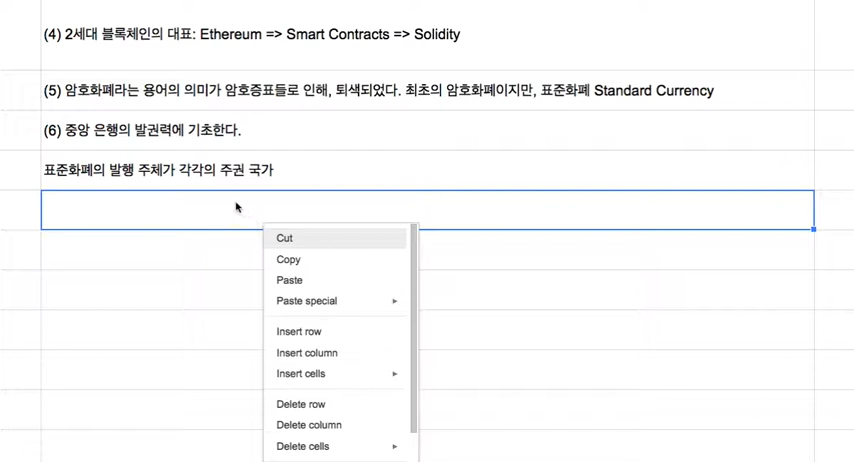 (4) 2세대 블록체인의 대표: Ethereum => Smart Contracts => Solidity
(5) 암호화폐라는 용어의 의미가 암호증표들로 인해, 퇴색되었다. 최초의 암호화폐이지만, 표준화폐 Standard Currency
(6) 중앙 은행의 발권력에 기초한다.
표준화폐의 발행 주체가 각각의 주권 국가
Cut
Copy
Paste
Paste special
Insert row
Insert column
Insert cells
Delete row
Delete column
Delete cells